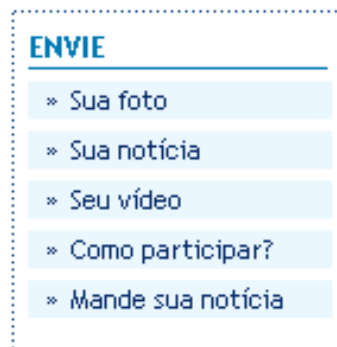 ENVIE
» Sua foto
» Sua notícia
» Seu vídeo
» Como participar?
» Mande sua notícia